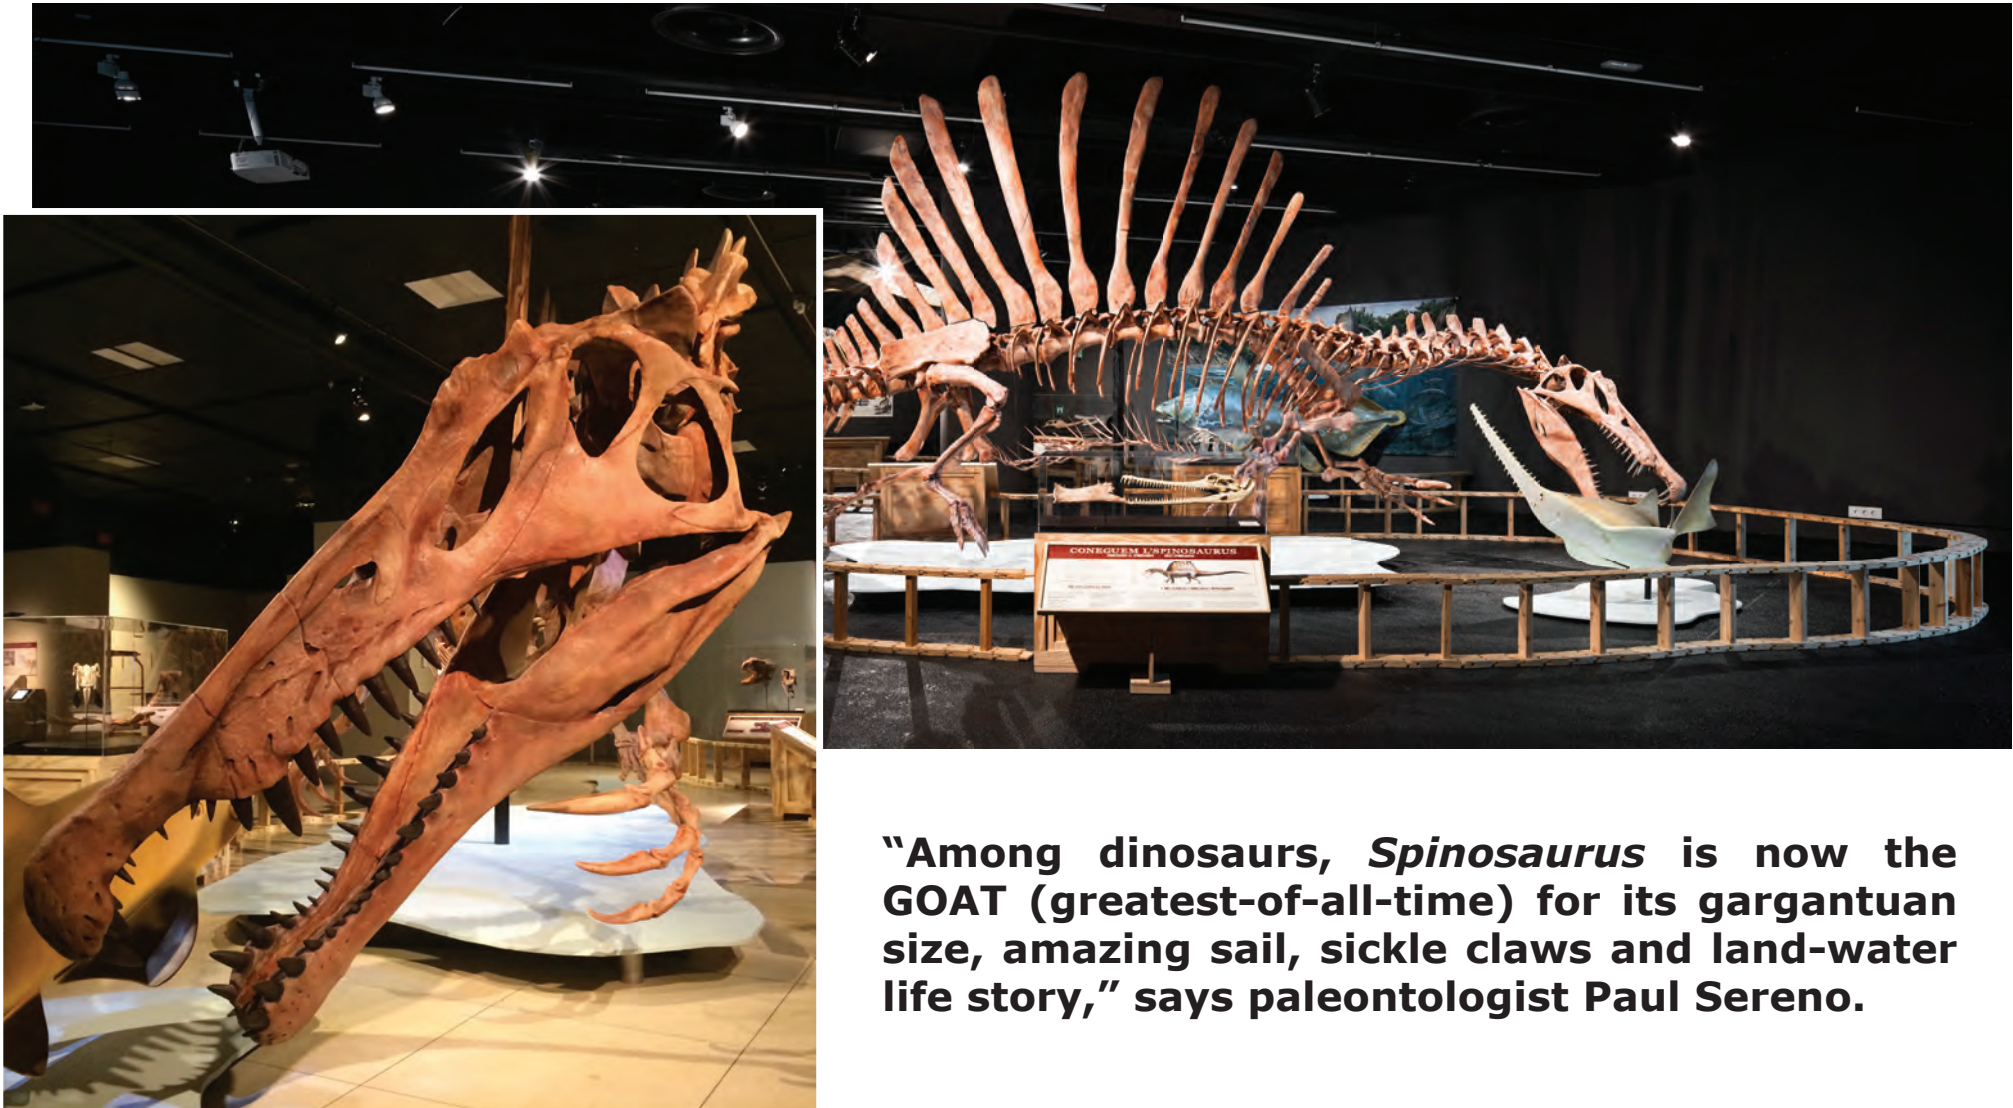 CONEGUEM L'SPINOSAURUS
“Among dinosaurs, Spinosaurus is now the
GOAT (greatest-of-all-time) for its gargantuan
size, amazing sail, sickle claws and land-water
life story,” says paleontologist Paul Sereno.